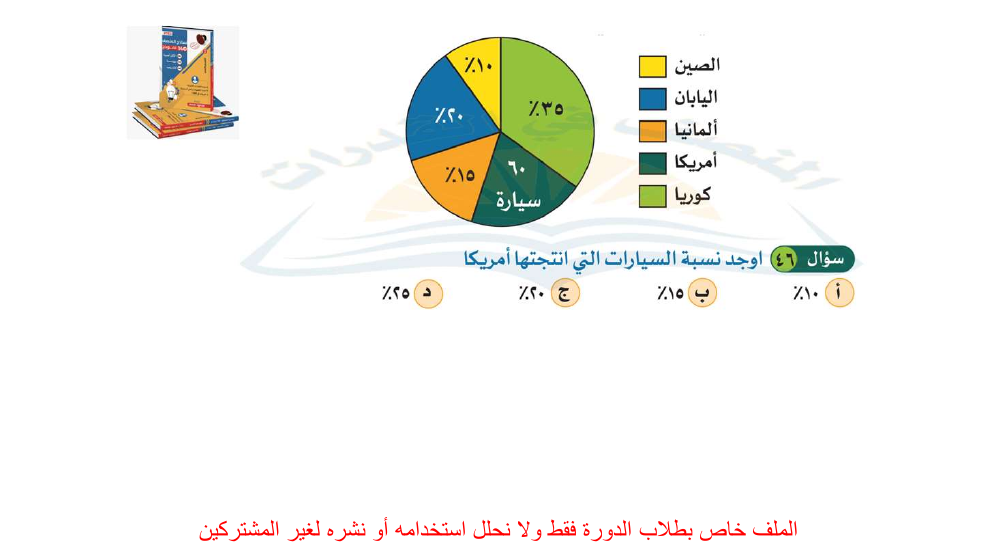 الصين
اليابان
ألمانيا
أمريكا
كوريا
٪١٠
٪٣٥
٪٢٠
٪١٥
٦٠
سيارة
سؤال ٤٦ اوجد نسبة السيارات التي انتجتها أمريكا
أ ١٠٪ ب ١٥٪ ج ٢٠٪ د ٢٥٪
الملف خاص بطلاب الدورة فقط ولا نحلل استخدامه أو نشره لغير المشتركين